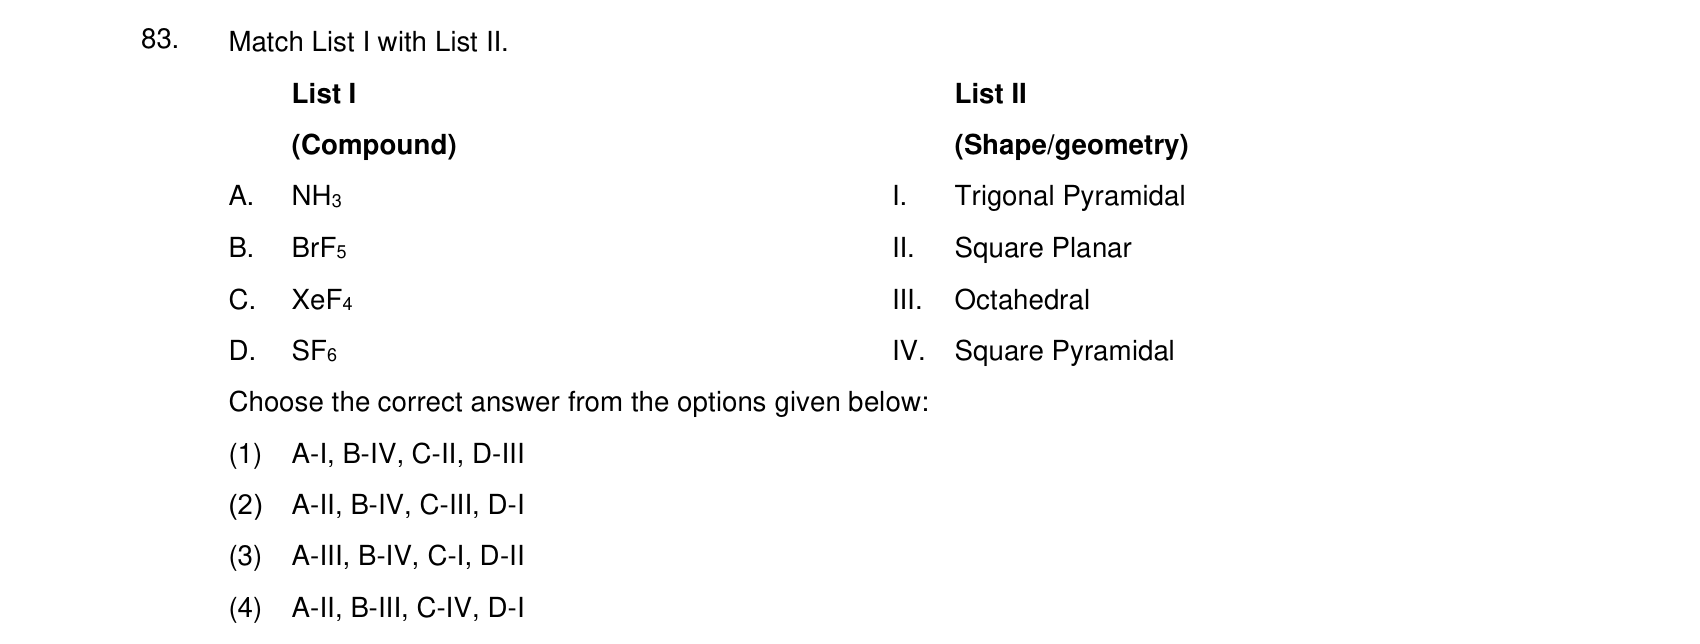 83. Match List I with List II.
List I List II
(Compound) (Shape/geometry)
A. NH₃ I. Trigonal Pyramidal
B. BrF₅ II. Square Planar
C. XeF₄ III. Octahedral
D. SF₆ IV. Square Pyramidal
Choose the correct answer from the options given below:
(1) A-I, B-IV, C-II, D-III
(2) A-II, B-IV, C-III, D-I
(3) A-III, B-IV, C-I, D-II
(4) A-II, B-III, C-IV, D-I